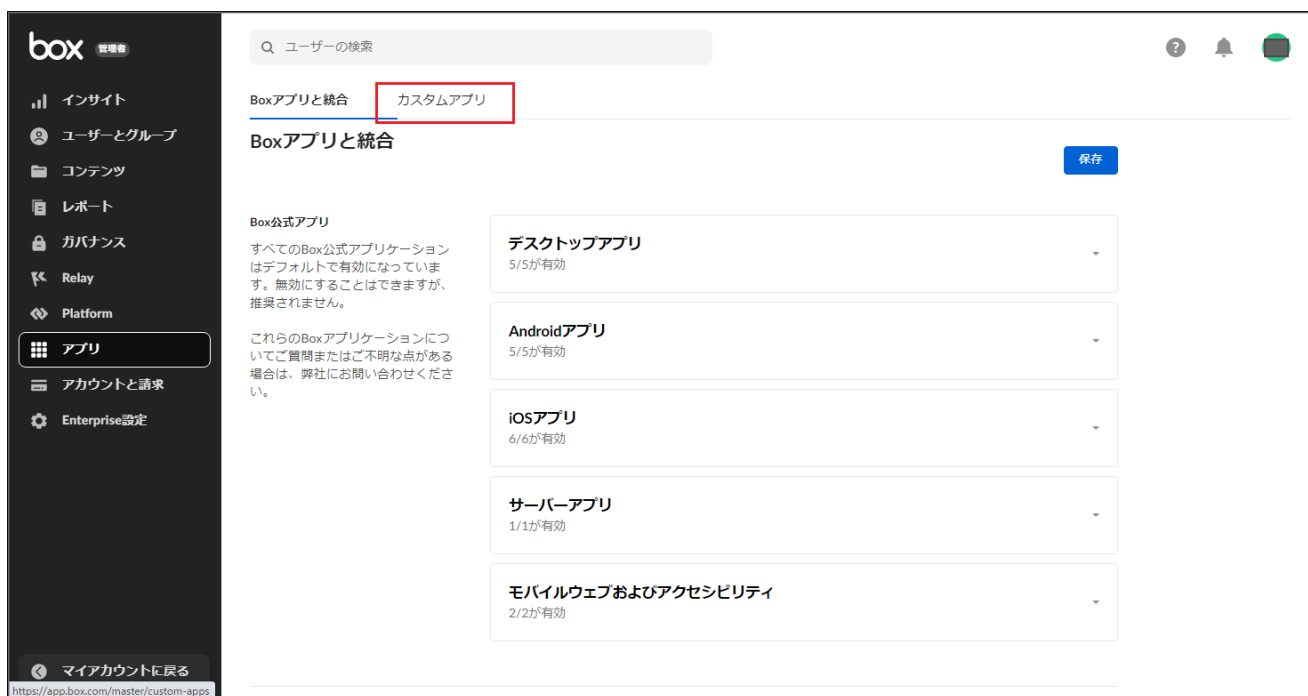 box 管理者
ユーザーの検索
?
インサイト
ユーザーとグループ
コンテンツ
レポート
ガバナンス
Relay
Platform
アプリ
アカウントと請求
Enterprise設定
マイアカウントに戻る
https://app.box.com/master/custom-apps
Boxアプリと統合
カスタムアプリ
Boxアプリと統合
保存
Box公式アプリ
すべてのBox公式アプリケーション
はデフォルトで有効になっていま
す。無効にすることはできますが、
推奨されません。
これらのBoxアプリケーションにつ
いてご質問またはご不明な点がある
場合は、弊社にお問い合わせくださ
い。
デスクトップアプリ
5/5が有効
Androidアプリ
5/5が有効
iOSアプリ
6/6が有効
サーバーアプリ
1/1が有効
モバイルウェブおよびアクセシビリティ
2/2が有効